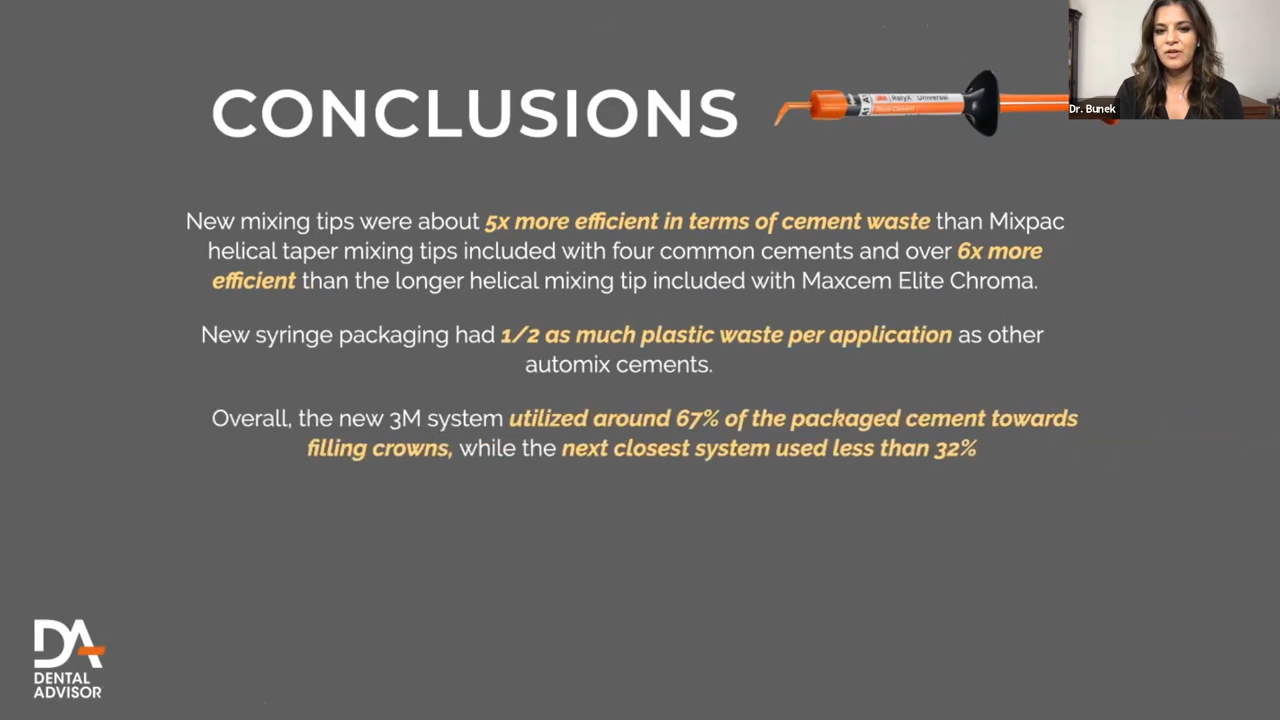 CONCLUSIONS
A1
3M RelyX Universal
Dr. Bunek
New mixing tips were about 5x more efficient in terms of cement waste than Mixpac
helical taper mixing tips included with four common cements and over 6x more
efficient than the longer helical mixing tip included with Maxcem Elite Chroma.
New syringe packaging had 1/2 as much plastic waste per application as other
automix cements.
Overall, the new 3M system utilized around 67% of the packaged cement towards
filling crowns, while the next closest system used less than 32%
DA
DENTAL
ADVISOR